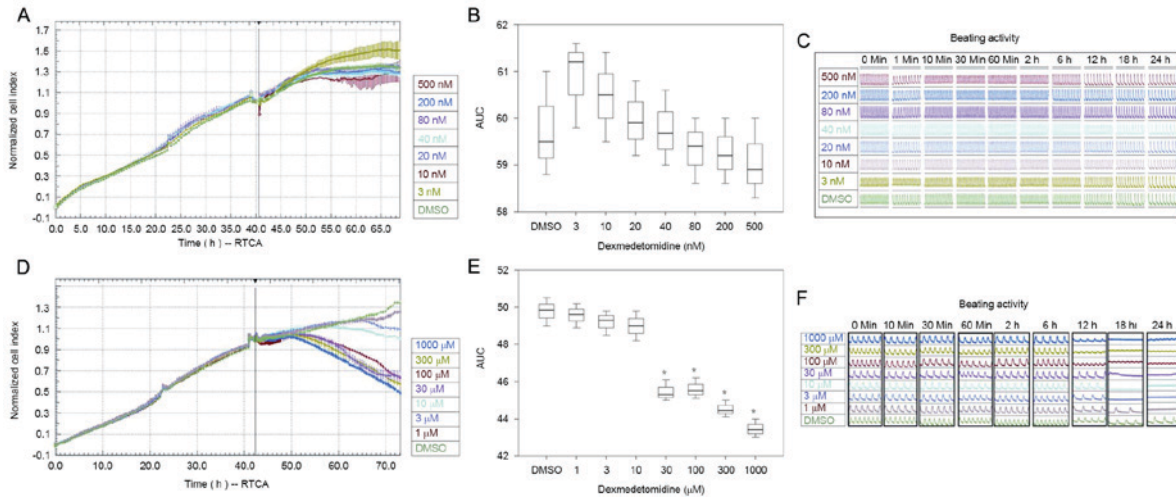 A
Normalized cell index
1.7
1.5
1.3
1.1
0.9
0.7
0.5
0.3
0.1
-0.1
0.0 5.0 10.0 15.0 20.0 25.0 30.0 35.0 40.0 45.0 50.0 55.0 60.0 65.0
Time ( h ) -- RTCA
500 nM
200 nM
80 nM
40 nM
20 nM
10 nM
3 nM
DMSO
B
AUC
62
61
60
59
58
DMSO 3 10 20 40 80 200 500
Dexmedetomidine (nM)
C
Beating activity
0 Min 1 Min 10 Min 30 Min 60 Min 2 h 6 h 12 h 18 h 24 h
500 nM
200 nM
80 nM
40 nM
20 nM
10 nM
3 nM
DMSO
D
Normalized cell index
1.3
1.1
0.9
0.7
0.5
0.3
0.1
-0.1
0.0 10.0 20.0 30.0 40.0 50.0 60.0 70.0
Time ( h ) -- RTCA
1000 μM
300 μM
100 μM
30 μM
10 μM
3 μM
1 μM
DMSO
E
AUC
52
50
48
46
44
42
* * * *
DMSO 1 3 10 30 100 300 1000
Dexmedetomidine (μM)
F
Beating activity
0 Min 10 Min 30 Min 60 Min 2 h 6 h 12 h 18 h 24 h
1000 μM
300 μM
100 μM
30 μM
10 μM
3 μM
1 μM
DMSO